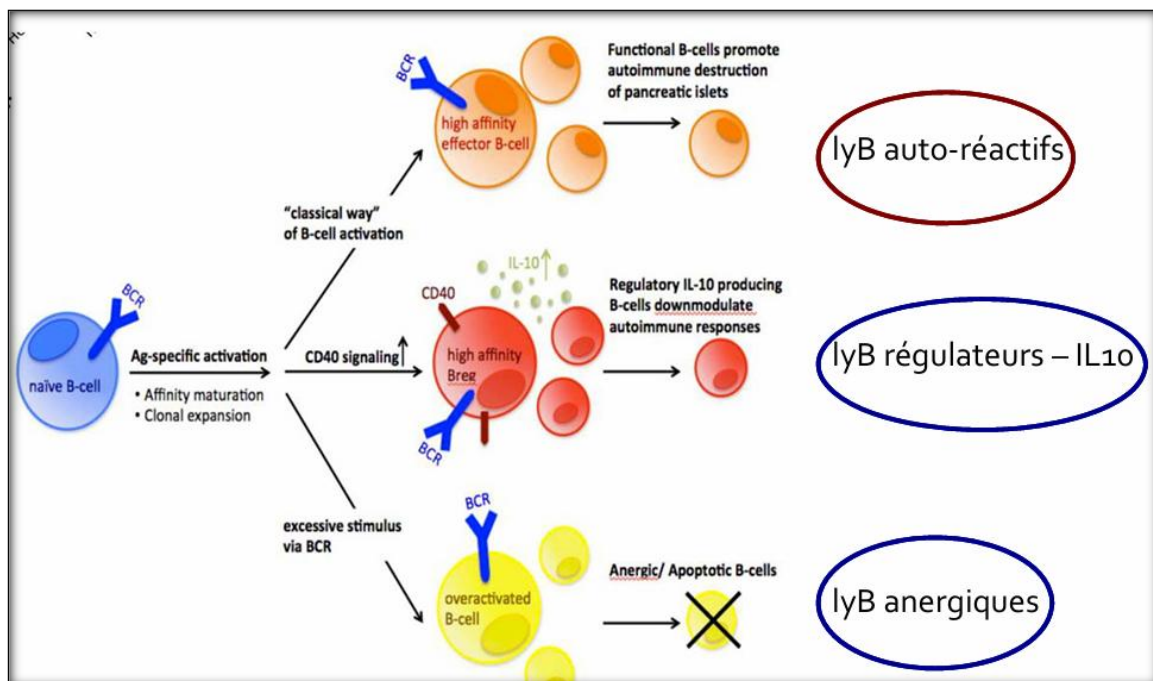 BCR
high affinity
effector B-cell
Functional B-cells promote
autoimmune destruction
of pancreatic islets
lyB auto-réactifs
"classical way"
of B-cell activation
BCR
naïve B-cell
Ag-specific activation
• Affinity maturation
• Clonal expansion
CD40 signaling
IL-10
CD40
high affinity
Breg
BCR
Regulatory IL-10 producing
B-cells downmodulate
autoimmune responses
lyB régulateurs – IL10
excessive stimulus
via BCR
BCR
overactivated
B-cell
Anergic/ Apoptotic B-cells
lyB anergiques